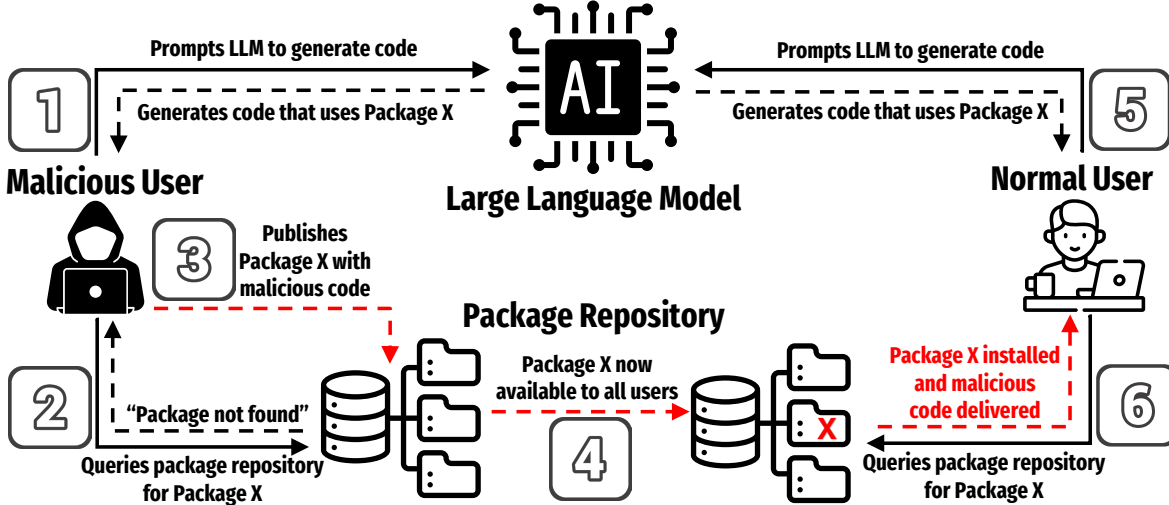 Prompts LLM to generate code
1
Generates code that uses Package X
Malicious User
AI
Large Language Model
Prompts LLM to generate code
5
Generates code that uses Package X
Normal User
3
Publishes
Package X with
malicious code
2
“Package not found”
Queries package repository
for Package X
Package Repository
Package X now
available to all users
4
X
Package X installed
and malicious
code delivered
6
Queries package repository
for Package X